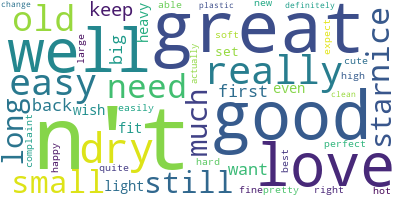 change
old
keep
heavy
able
plastic
new
definitely
large
big
soft
set
great
expect
well
actually
cute
easy
need
really
high
star
nice
long
back
wish
easily
much
first
even
n't
good
complaint
dry
fit
want
perfect
clean
happy
quite
hard
best
love
small
light
still
fine
pretty
right
hot